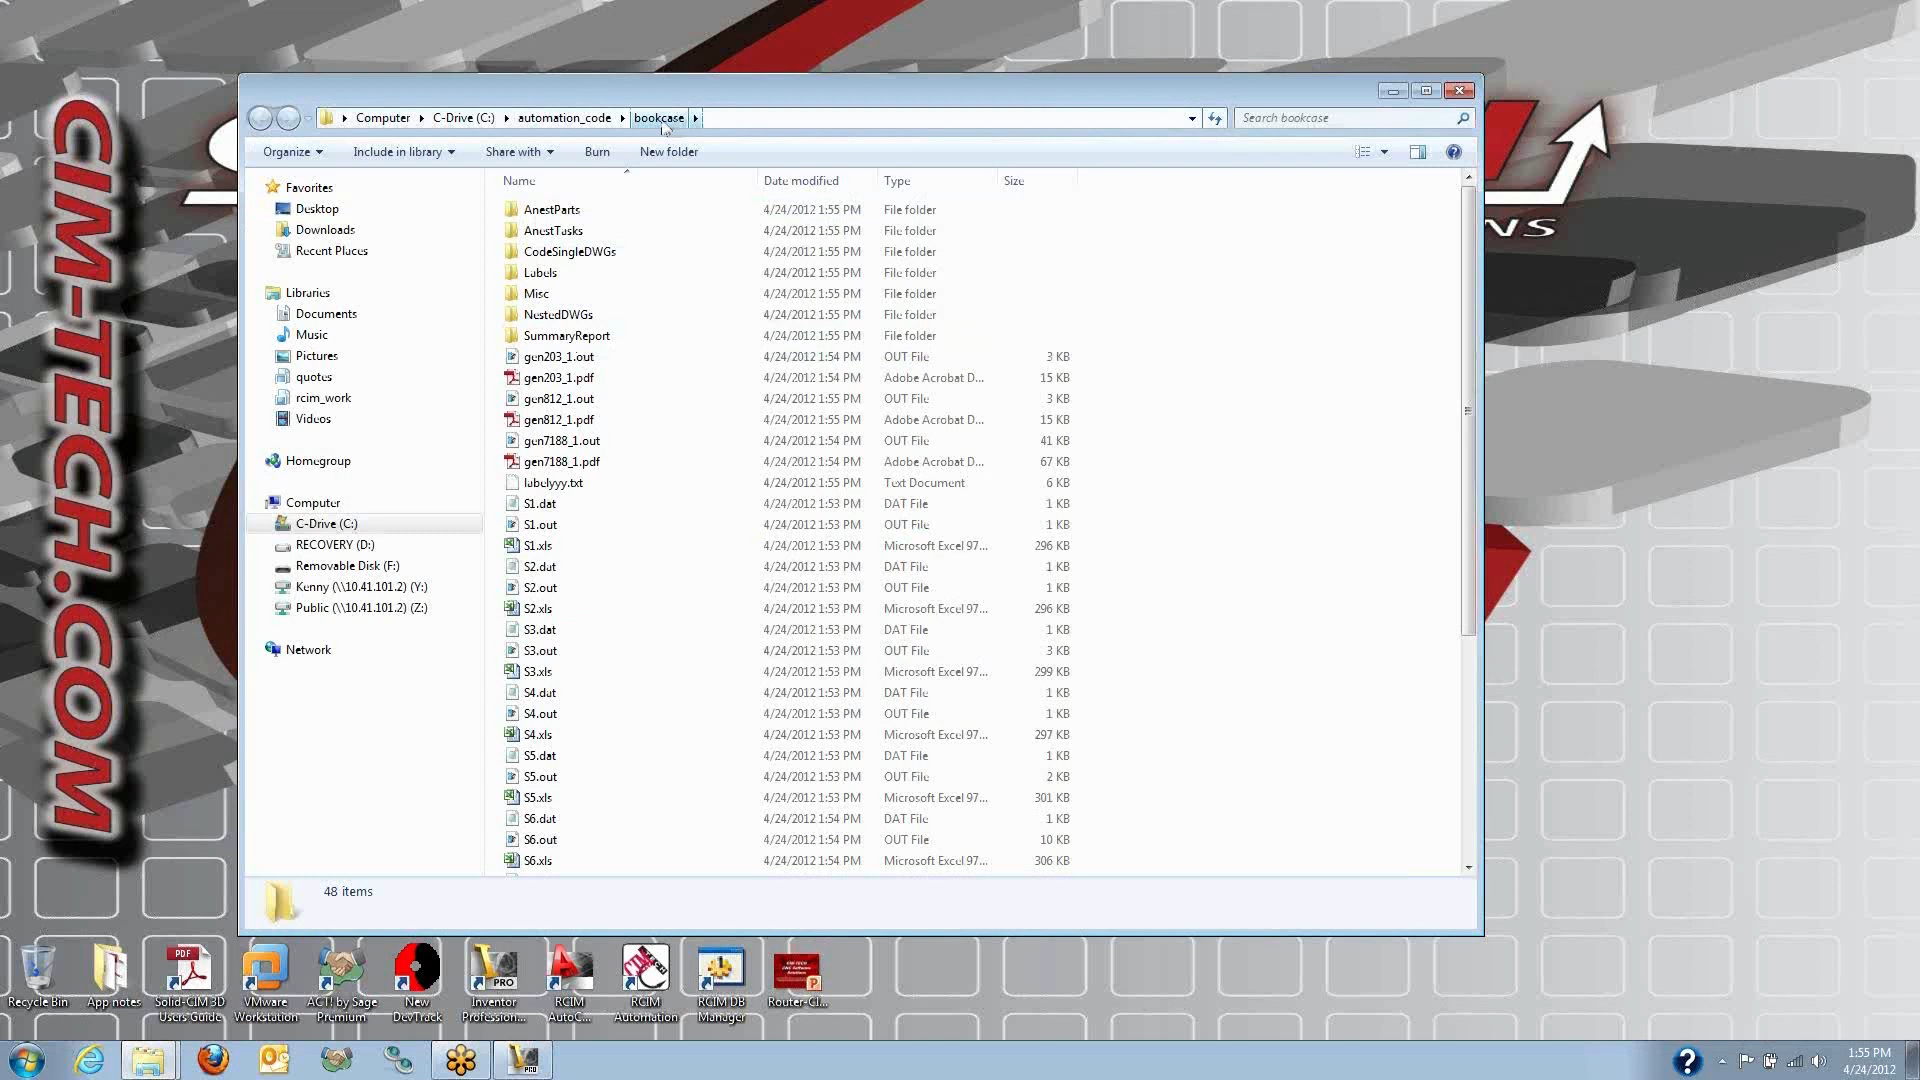 CIM-TECH.COM
NS
Computer C-Drive (C:) automation_code bookcase
Search bookcase
Organize Include in library Share with Burn New folder
Name Date modified Type Size
Favorites
Desktop
Downloads
Recent Places
Libraries
Documents
Music
Pictures
quotes
rcim_work
Videos
Homegroup
Computer
C-Drive (C:)
RECOVERY (D:)
Removable Disk (F:)
Kenny (\\10.41.101.2) (Y:)
Public (\\10.41.101.2) (Z:)
Network
AnestParts 4/24/2012 1:55 PM File folder
AnestTasks 4/24/2012 1:55 PM File folder
CodeSingleDWGs 4/24/2012 1:55 PM File folder
Labels 4/24/2012 1:55 PM File folder
Misc 4/24/2012 1:55 PM File folder
NestedDWGs 4/24/2012 1:55 PM File folder
SummaryReport 4/24/2012 1:55 PM File folder
gen203_1.out 4/24/2012 1:54 PM OUT File 3 KB
gen203_1.pdf 4/24/2012 1:54 PM Adobe Acrobat D... 15 KB
gen812_1.out 4/24/2012 1:55 PM OUT File 3 KB
gen812_1.pdf 4/24/2012 1:55 PM Adobe Acrobat D... 15 KB
gen7188_1.out 4/24/2012 1:54 PM OUT File 41 KB
gen7188_1.pdf 4/24/2012 1:54 PM Adobe Acrobat D... 67 KB
labelyyy.txt 4/24/2012 1:55 PM Text Document 6 KB
S1.dat 4/24/2012 1:53 PM DAT File 1 KB
S1.out 4/24/2012 1:53 PM OUT File 1 KB
S1.xls 4/24/2012 1:53 PM Microsoft Excel 97... 296 KB
S2.dat 4/24/2012 1:53 PM DAT File 1 KB
S2.out 4/24/2012 1:53 PM OUT File 1 KB
S2.xls 4/24/2012 1:53 PM Microsoft Excel 97... 296 KB
S3.dat 4/24/2012 1:53 PM DAT File 1 KB
S3.out 4/24/2012 1:53 PM OUT File 3 KB
S3.xls 4/24/2012 1:53 PM Microsoft Excel 97... 299 KB
S4.dat 4/24/2012 1:53 PM DAT File 1 KB
S4.out 4/24/2012 1:53 PM OUT File 1 KB
S4.xls 4/24/2012 1:53 PM Microsoft Excel 97... 297 KB
S5.dat 4/24/2012 1:53 PM DAT File 1 KB
S5.out 4/24/2012 1:53 PM OUT File 2 KB
S5.xls 4/24/2012 1:53 PM Microsoft Excel 97... 301 KB
S6.dat 4/24/2012 1:54 PM DAT File 1 KB
S6.out 4/24/2012 1:54 PM OUT File 10 KB
S6.xls 4/24/2012 1:54 PM Microsoft Excel 97... 306 KB
48 items
Recycle Bin
App notes
PDF
Solid-CIM 3D
Users Guide
VMware
Workstation
ACT! by Sage
Premium
New
DevTrack
PRO
Inventor
Profession...
RCIM
AutoC...
RCIM
Automation
RCIM DB
Manager
Router-CI...
PRO
1:55 PM
4/24/2012